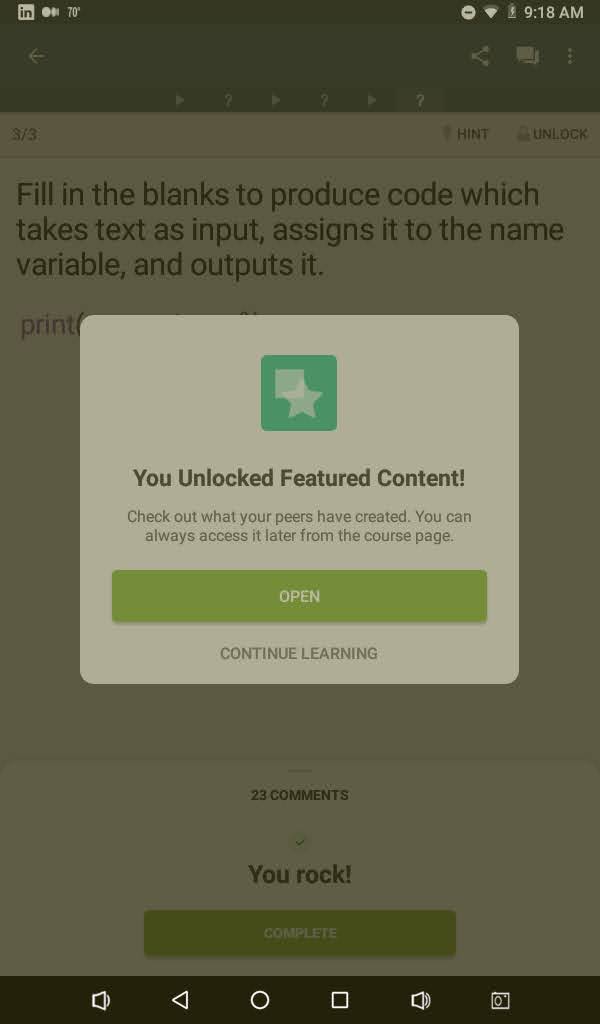 in 70° 9:18 AM
? ? ?
3/3 HINT UNLOCK
Fill in the blanks to produce code which
takes text as input, assigns it to the name
variable, and outputs it.
print(
You Unlocked Featured Content!
Check out what your peers have created. You can
always access it later from the course page.
OPEN
CONTINUE LEARNING
23 COMMENTS
You rock!
COMPLETE